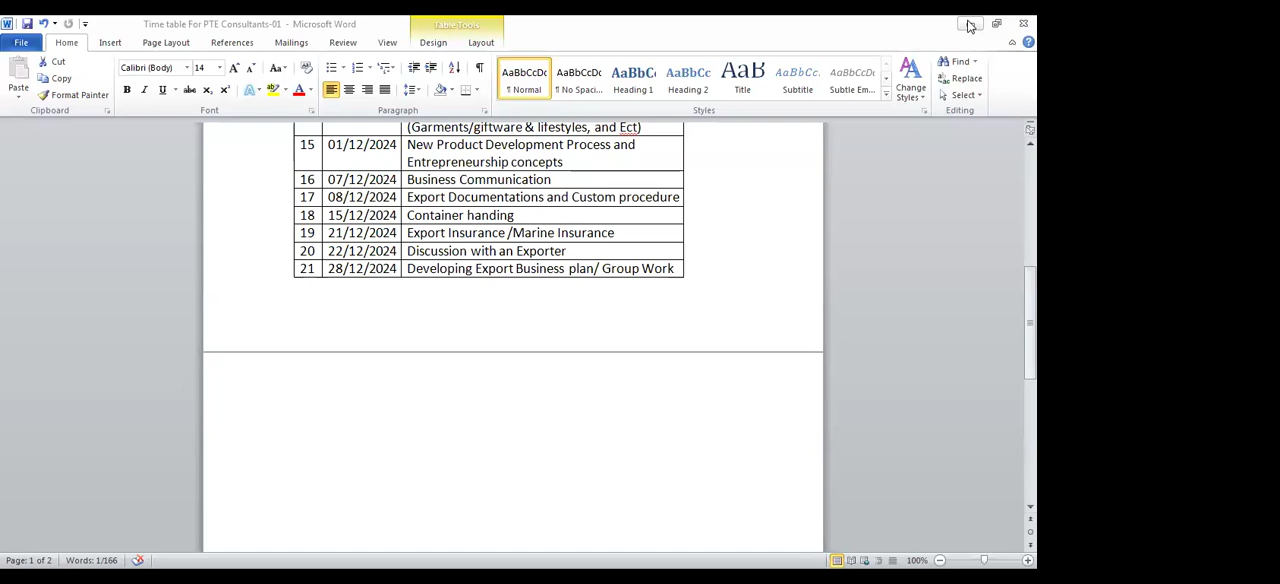 Time table For PTE Consultants-01 - Microsoft Word
Table Tools
File Home Insert Page Layout References Mailings Review View Design Layout
Paste
Cut
Copy
Format Painter
Clipboard
Calibri (Body) 14
Font
Paragraph
AaBbCcDc AaBbCcDc AaBbC( AaBbCc AaB AaBbCc. AaBbCcDc
¶ Normal ¶ No Spaci... Heading 1 Heading 2 Title Subtitle Subtle Em...
Change
Styles
Styles
Find
Replace
Select
Editing
(Garments/giftware & lifestyles, and Ect)
15 01/12/2024 New Product Development Process and
Entrepreneurship concepts
16 07/12/2024 Business Communication
17 08/12/2024 Export Documentations and Custom procedure
18 15/12/2024 Container handing
19 21/12/2024 Export Insurance /Marine Insurance
20 22/12/2024 Discussion with an Exporter
21 28/12/2024 Developing Export Business plan/ Group Work
Page: 1 of 2 Words: 1/166 100%